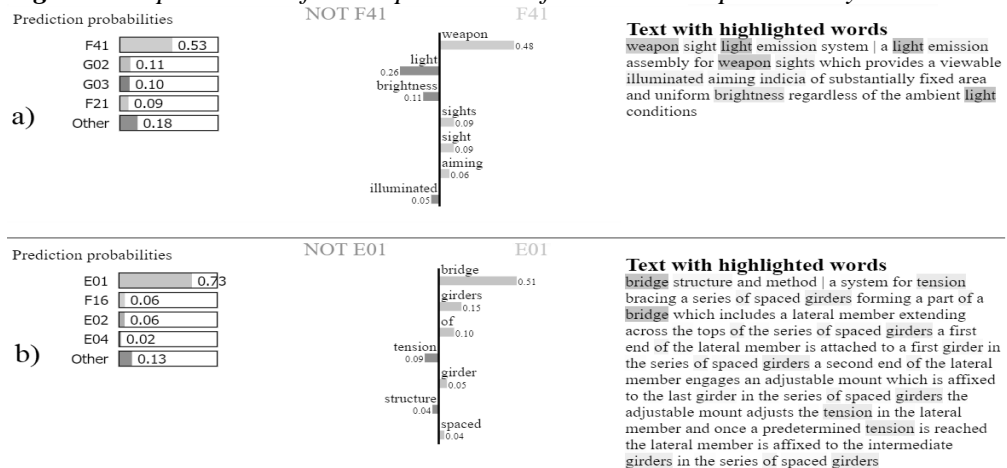 Prediction probabilities
F41 0.53
G02 0.11
G03 0.10
F21 0.09
Other 0.18
a)
NOT F41 F41
weapon
0.48
light
0.26
brightness
0.11
sights
0.09
sight
0.09
aiming
0.06
illuminated
0.05
Text with highlighted words
weapon sight light emission system | a light emission
assembly for weapon sights which provides a viewable
illuminated aiming indicia of substantially fixed area
and uniform brightness regardless of the ambient light
conditions
Prediction probabilities
E01 0.73
F16 0.06
E02 0.06
E04 0.02
Other 0.13
b)
NOT E01 E01
bridge
0.51
girders
0.15
of
0.10
tension
0.09
girder
0.05
structure
0.04
spaced
0.04
Text with highlighted words
bridge structure and method | a system for tension
bracing a series of spaced girders forming a part of a
bridge which includes a lateral member extending
across the tops of the series of spaced girders a first
end of the lateral member is attached to a first girder in
the series of spaced girders a second end of the lateral
member engages an adjustable mount which is affixed
to the last girder in the series of spaced girders the
adjustable mount adjusts the tension in the lateral
member and once a predetermined tension is reached
the lateral member is affixed to the intermediate
girders in the series of spaced girders